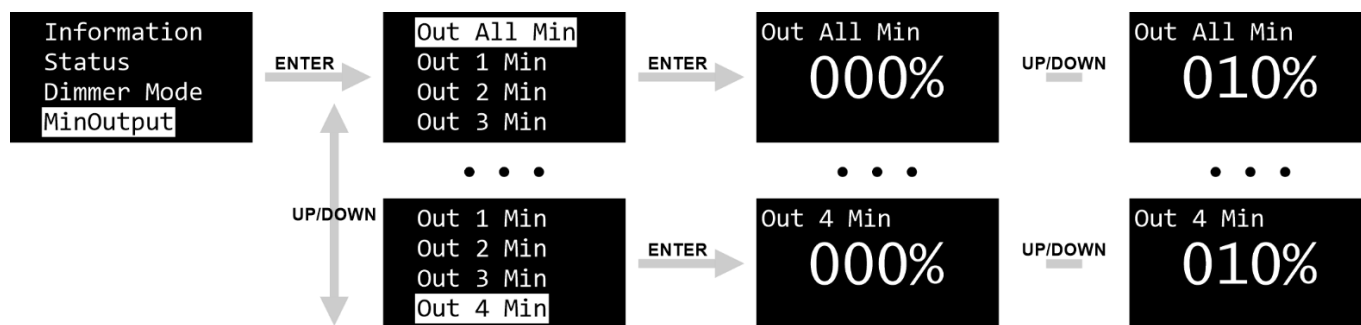 Information
Status
Dimmer Mode
MinOutput
ENTER
Out All Min
Out 1 Min
Out 2 Min
Out 3 Min
ENTER
Out All Min
000%
UP/DOWN
Out All Min
010%
• • •
• • •
• • •
UP/DOWN
Out 1 Min
Out 2 Min
Out 3 Min
Out 4 Min
ENTER
Out 4 Min
000%
UP/DOWN
Out 4 Min
010%